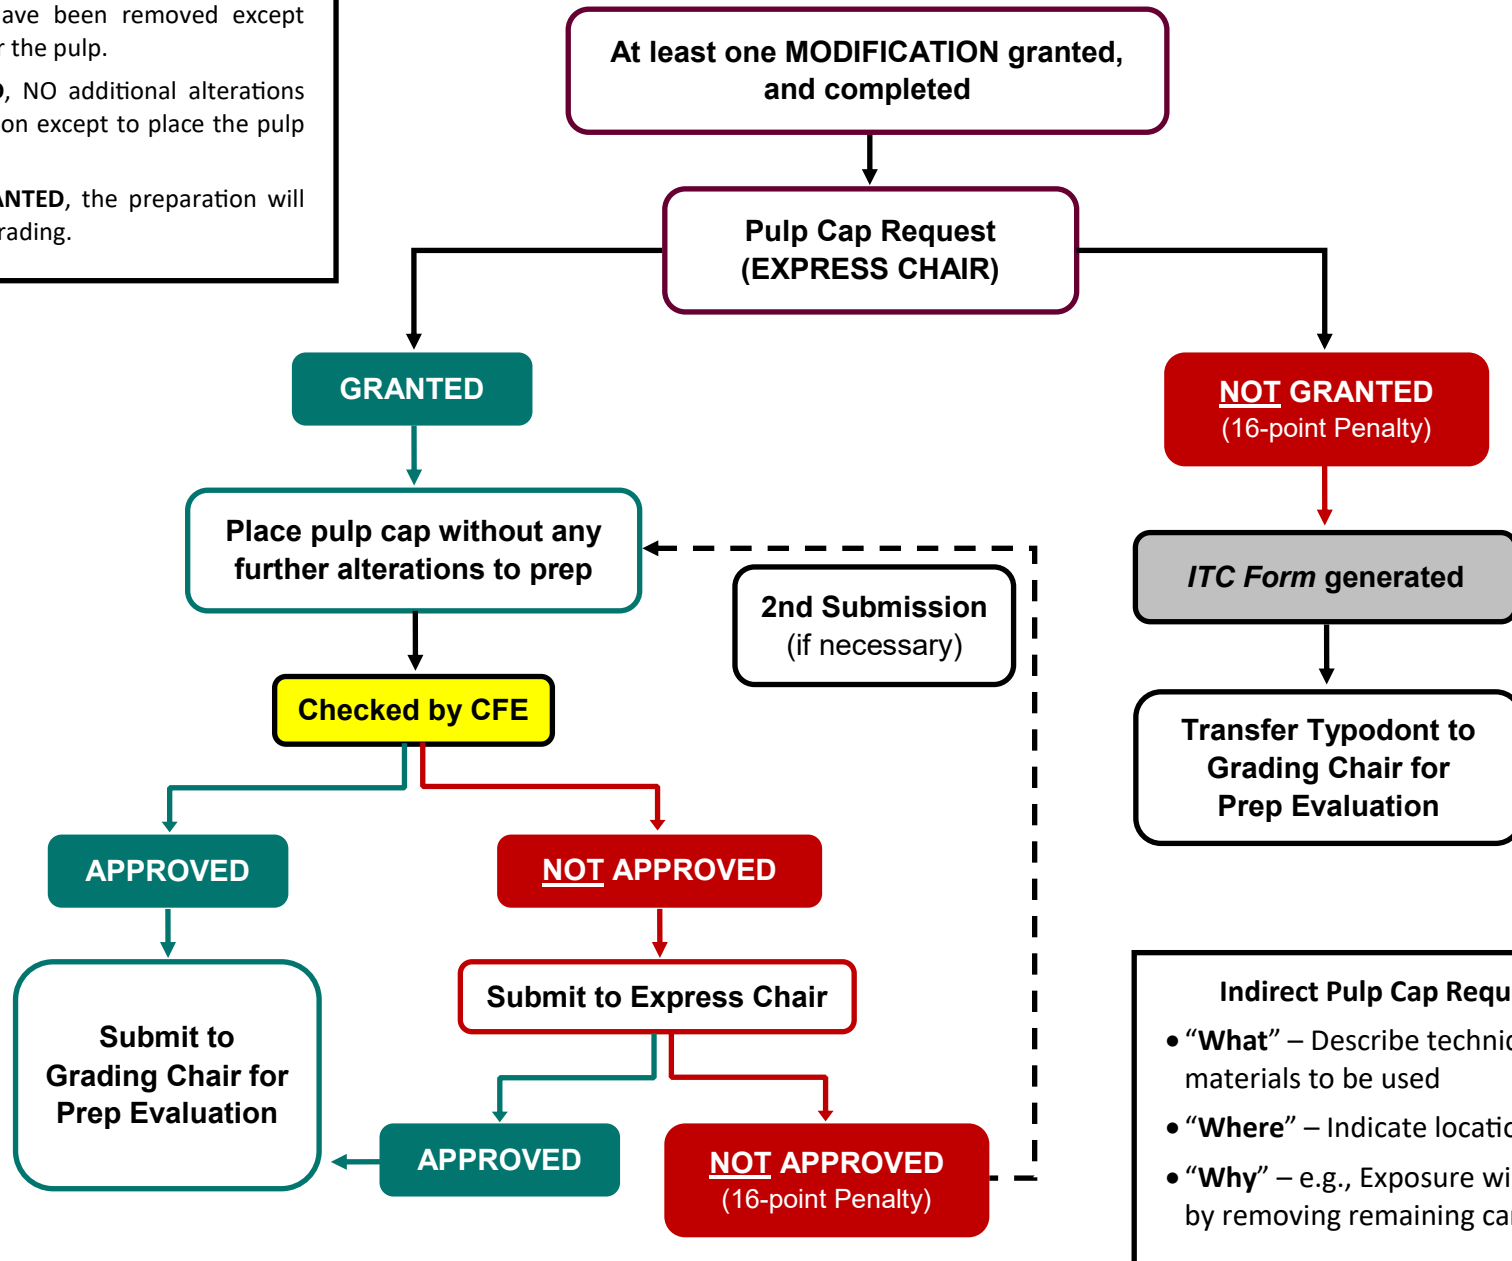 ave been removed except
r the pulp.
, NO additional alterations
on except to place the pulp
ANTED, the preparation will
rading.
At least one MODIFICATION granted,
and completed
Pulp Cap Request
(EXPRESS CHAIR)
GRANTED
NOT GRANTED
(16-point Penalty)
Place pulp cap without any
further alterations to prep
2nd Submission
(if necessary)
ITC Form generated
Checked by CFE
Transfer Typodont to
Grading Chair for
Prep Evaluation
APPROVED
NOT APPROVED
Submit to Express Chair
Submit to
Grading Chair for
Prep Evaluation
APPROVED
NOT APPROVED
(16-point Penalty)
Indirect Pulp Cap Requ
• “What” – Describe technic
materials to be used
• “Where” – Indicate locatio
• “Why” – e.g., Exposure wi
by removing remaining car